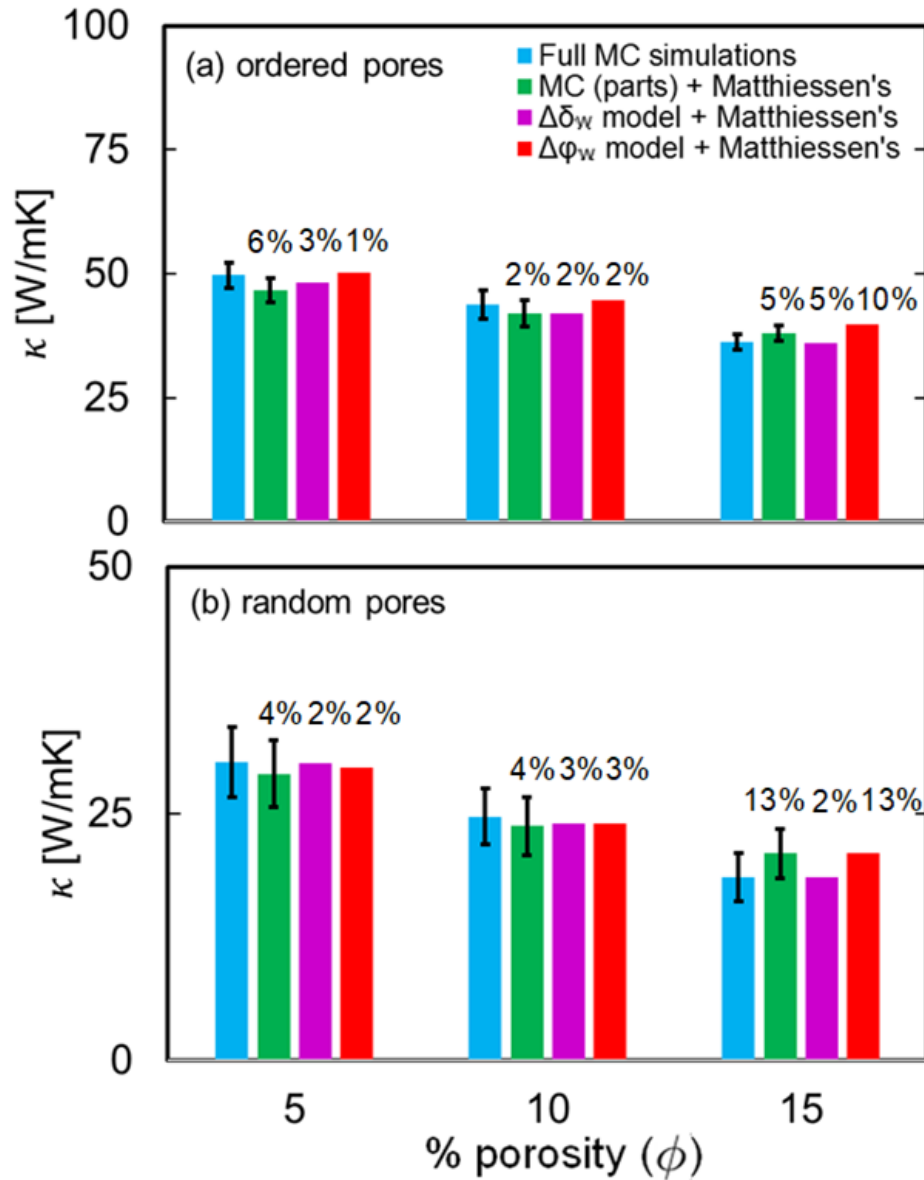 100
(a) ordered pores
Full MC simulations
MC (parts) + Matthiessen's
Δδw model + Matthiessen's
Δφw model + Matthiessen's
75
κ [W/mK]
50
6% 3% 1%
2% 2% 2%
5% 5% 10%
25
0
50
(b) random pores
κ [W/mK]
4% 2% 2%
4% 3% 3%
13% 2% 13%
25
0
5 10 15
% porosity (ϕ)